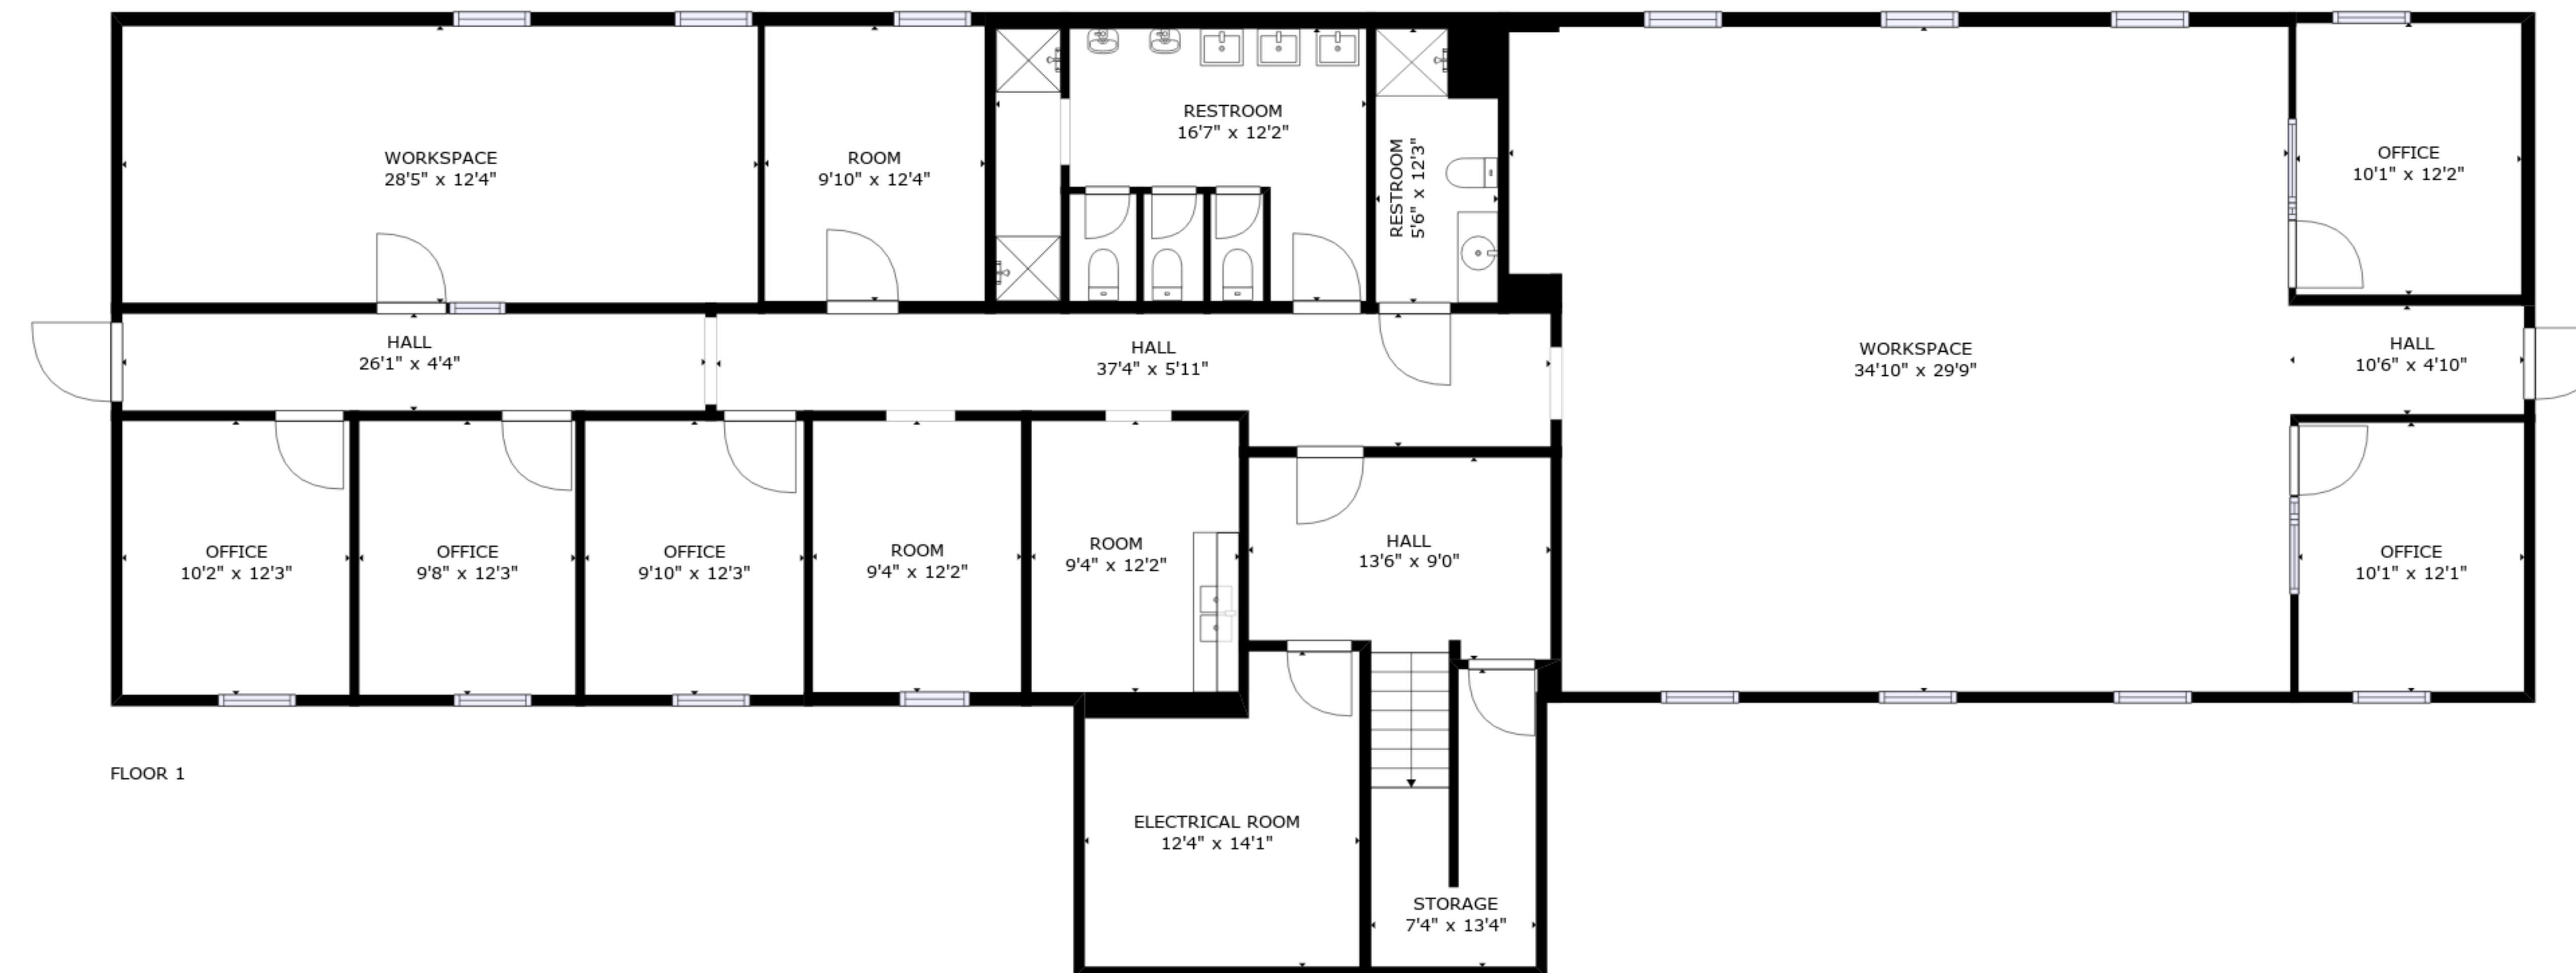 RESTROOM
16'7" x 12'2"
WORKSPACE
28'5" x 12'4"
ROOM
9'10" x 12'4"
RESTROOM
5'6" x 12'3"
OFFICE
10'1" x 12'2"
HALL
26'1" x 4'4"
HALL
37'4" x 5'11"
WORKSPACE
34'10" x 29'9"
HALL
10'6" x 4'10"
OFFICE
10'2" x 12'3"
OFFICE
9'8" x 12'3"
OFFICE
9'10" x 12'3"
ROOM
9'4" x 12'2"
ROOM
9'4" x 12'2"
HALL
13'6" x 9'0"
OFFICE
10'1" x 12'1"
FLOOR 1
ELECTRICAL ROOM
12'4" x 14'1"
STORAGE
7'4" x 13'4"